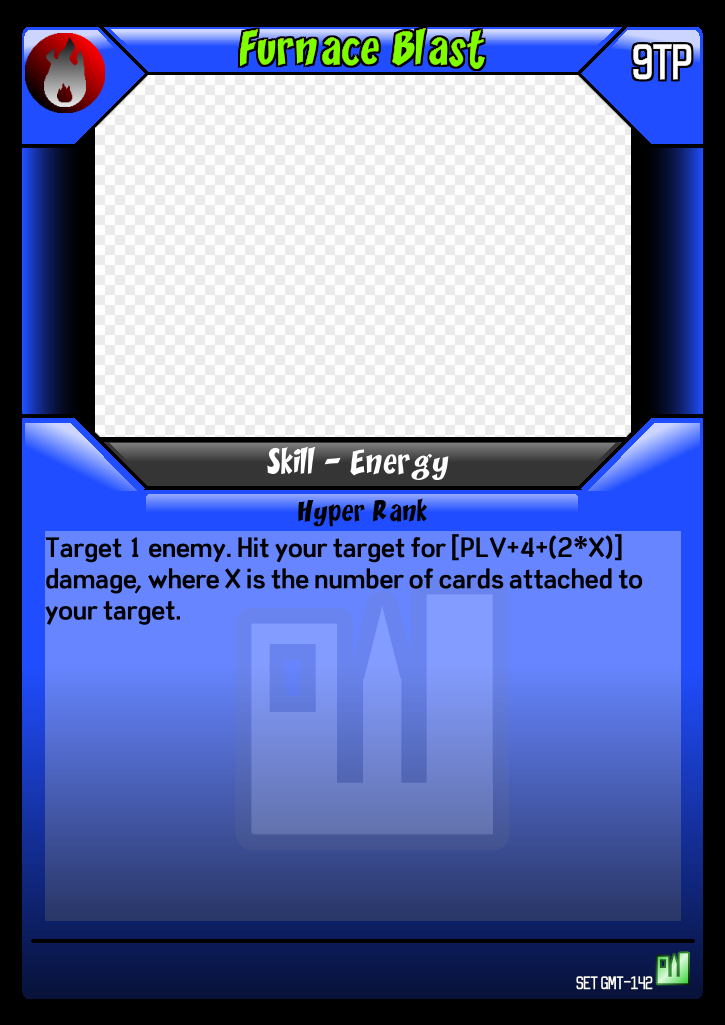 Furnace Blast
9TP
Skill - Energy
Hyper Rank
Target 1 enemy. Hit your target for [PLV+4+(2*X)]
damage, where X is the number of cards attached to
your target.
SET GMT-142